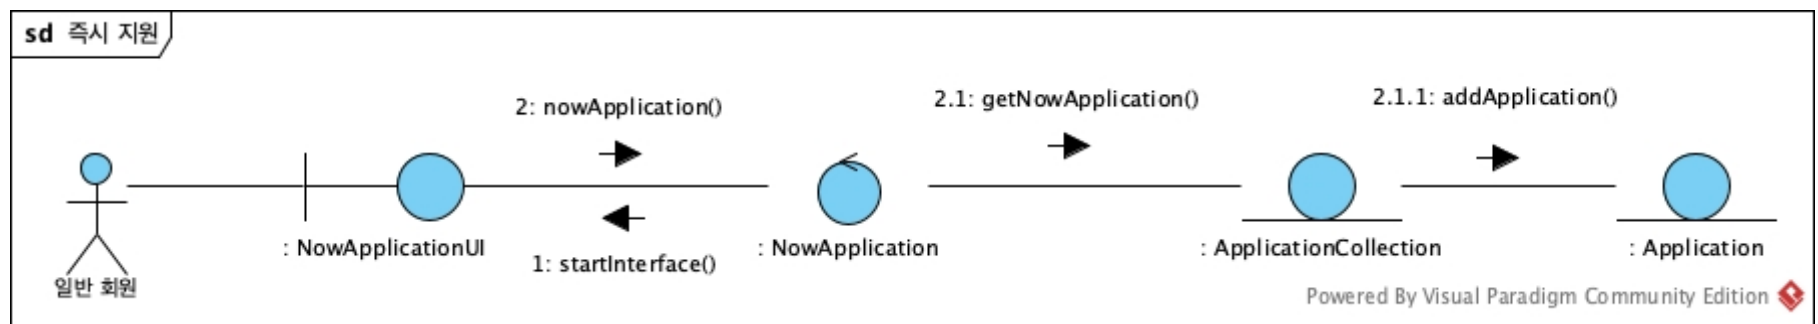 sd 즉시 지원
2: nowApplication()
2.1: getNowApplication()
2.1.1: addApplication()
: NowApplicationUI
: NowApplication
: ApplicationCollection
: Application
1: startInterface()
일반 회원
Powered By Visual Paradigm Community Edition